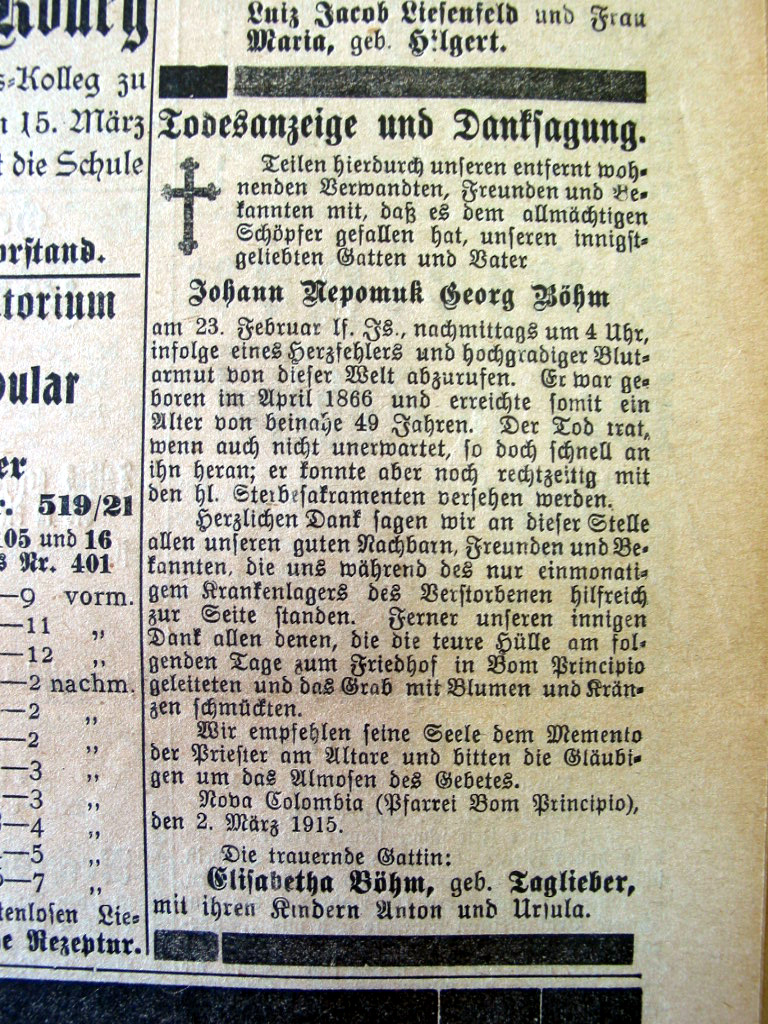 Luiz Jacob Liesenfeld und Frau
Maria, geb. Hilgert.
s-Kolleg zu
15. März
die Schule
orstand.
torium
pular
er
r. 519/21
105 und 16
s Nr. 401
—9 vorm.
—11 „
—12 „
—2 nachm.
—2 „
—2 „
—3 „
—3 „
—4 „
—5 „
—7 „
tenlosen Lie=
e Rezeptur.
Todesanzeige und Danksagung.
Teilen hierdurch unseren entfernt woh=
nenden Verwandten, Freunden und Be=
kannten mit, daß es dem allmächtigen
Schöpfer gefallen hat, unseren innigst=
geliebten Gatten und Vater
Johann Nepomuk Georg Böhm
am 23. Februar lf. Js., nachmittags um 4 Uhr,
infolge eines Herzfehlers und hochgradiger Blut=
armut von dieser Welt abzurufen. Er war ge=
boren im April 1866 und erreichte somit ein
Alter von beinahe 49 Jahren. Der Tod trat,
wenn auch nicht unerwartet, so doch schnell an
ihn heran; er konnte aber noch rechtzeitig mit
den hl. Sterbesakramenten versehen werden.
Herzlichen Dank sagen wir an dieser Stelle
allen unseren guten Nachbarn, Freunden und Be=
kannten, die uns während des nur einmonati=
gem Krankenlagers des Verstorbenen hilfreich
zur Seite standen. Ferner unseren innigen
Dank allen denen, die die teure Hülle am fol=
genden Tage zum Friedhof in Bom Principio
geleiteten und das Grab mit Blumen und Krän=
zen schmückten.
Wir empfehlen seine Seele dem Memento
der Priester am Altare und bitten die Gläubi=
gen um das Almosen des Gebetes.
Nova Colombia (Pfarrei Bom Principio),
den 2. März 1915.
Die trauernde Gattin:
Elisabetha Böhm, geb. Taglieber,
mit ihren Kindern Anton und Ursula.